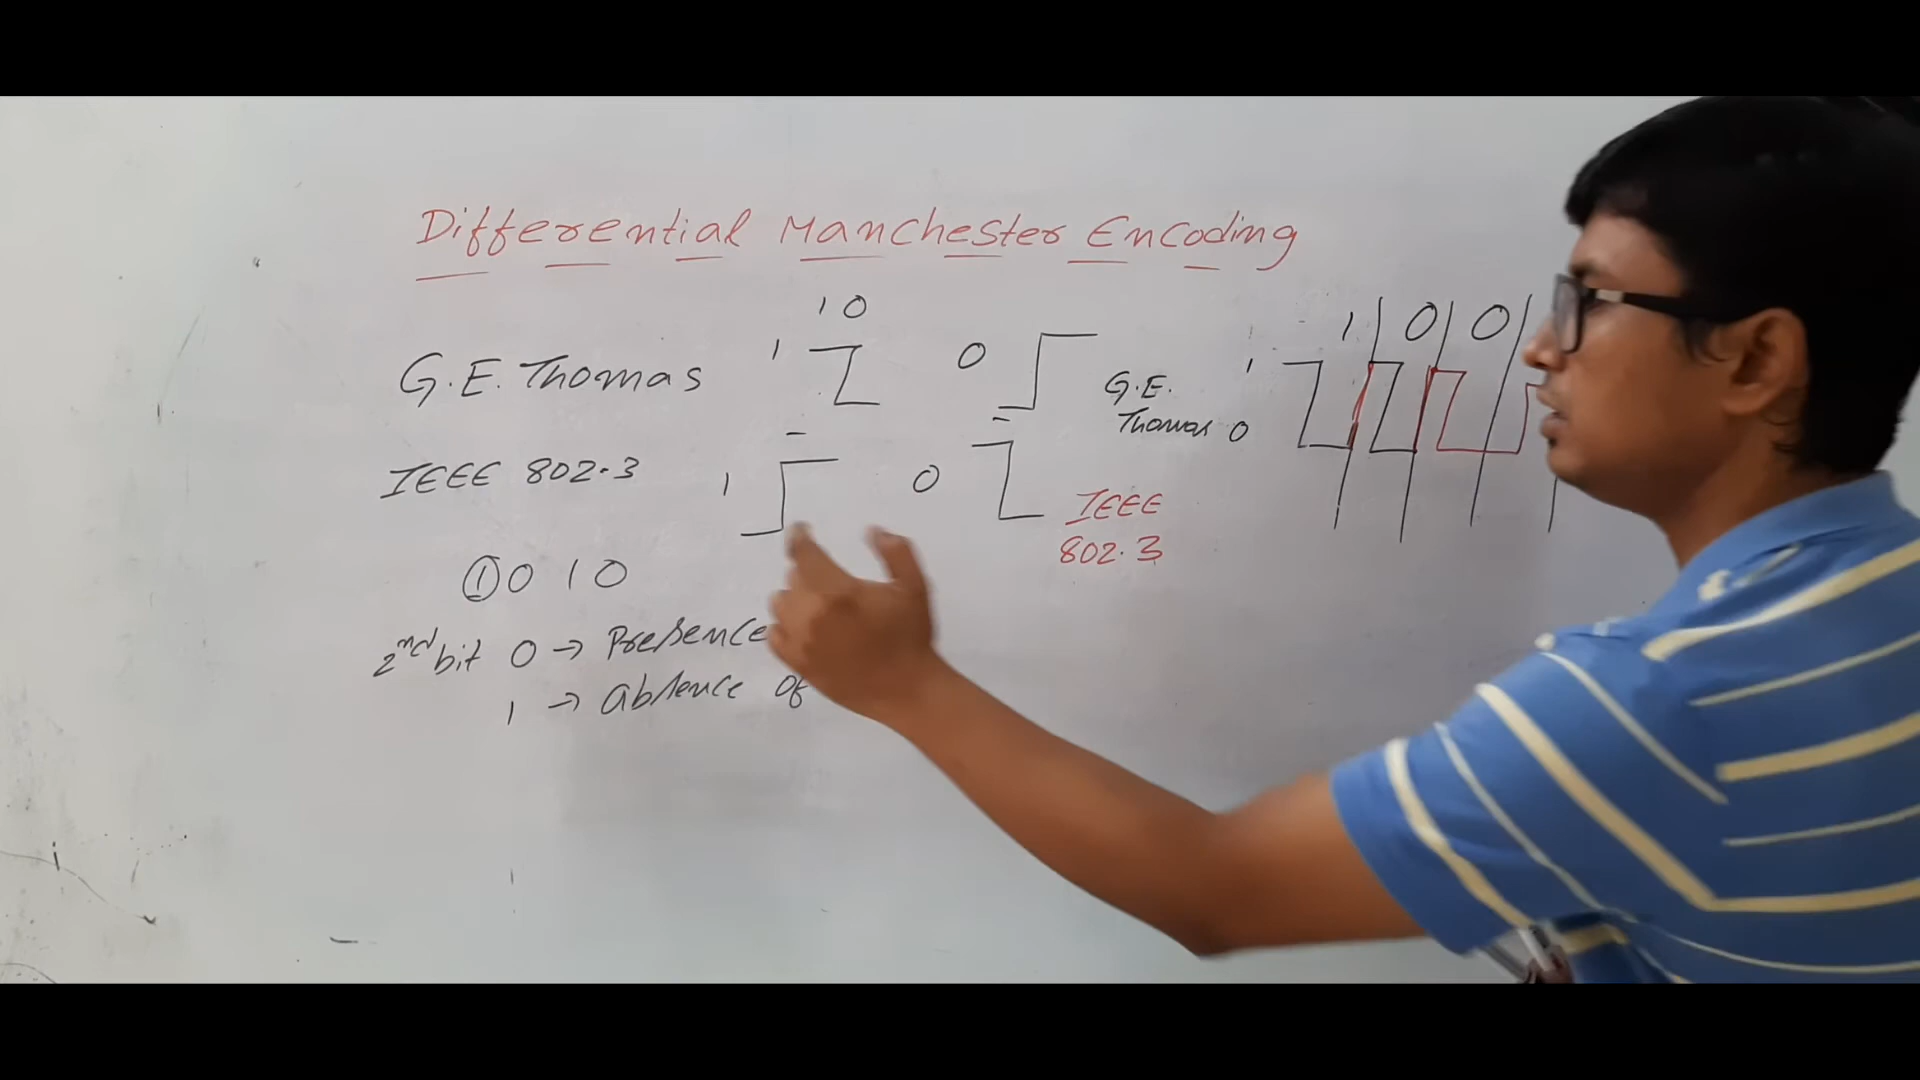 Differential Manchester Encoding
1 0
G.E. Thomas 1 0
IEEE 802.3 1 0
① 0 1 0
2nd bit 0 → Presence
1 → absence of
1 0 0
1
G.E.
Thomas 0
IEEE
802.3